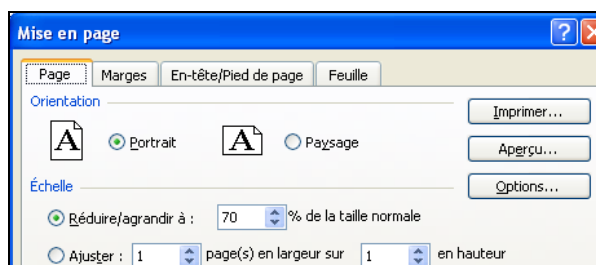 Mise en page
Page Marges En-tête/Pied de page Feuille
Orientation
Imprimer...
A Portrait A Paysage
Aperçu...
Échelle
Options...
Réduire/agrandir à : 70 % de la taille normale
Ajuster : 1 page(s) en largeur sur 1 en hauteur